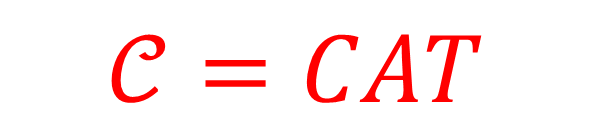 𝒞 = CAT